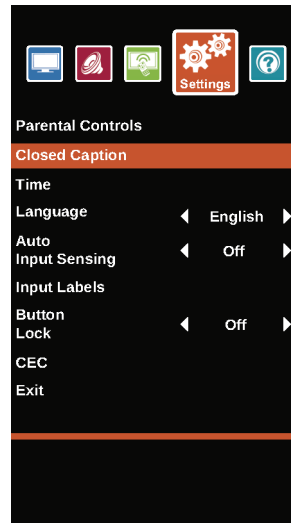 Settings
?
Parental Controls
Closed Caption
Time
Language English
Auto
Input Sensing Off
Input Labels
Button
Lock Off
CEC
Exit